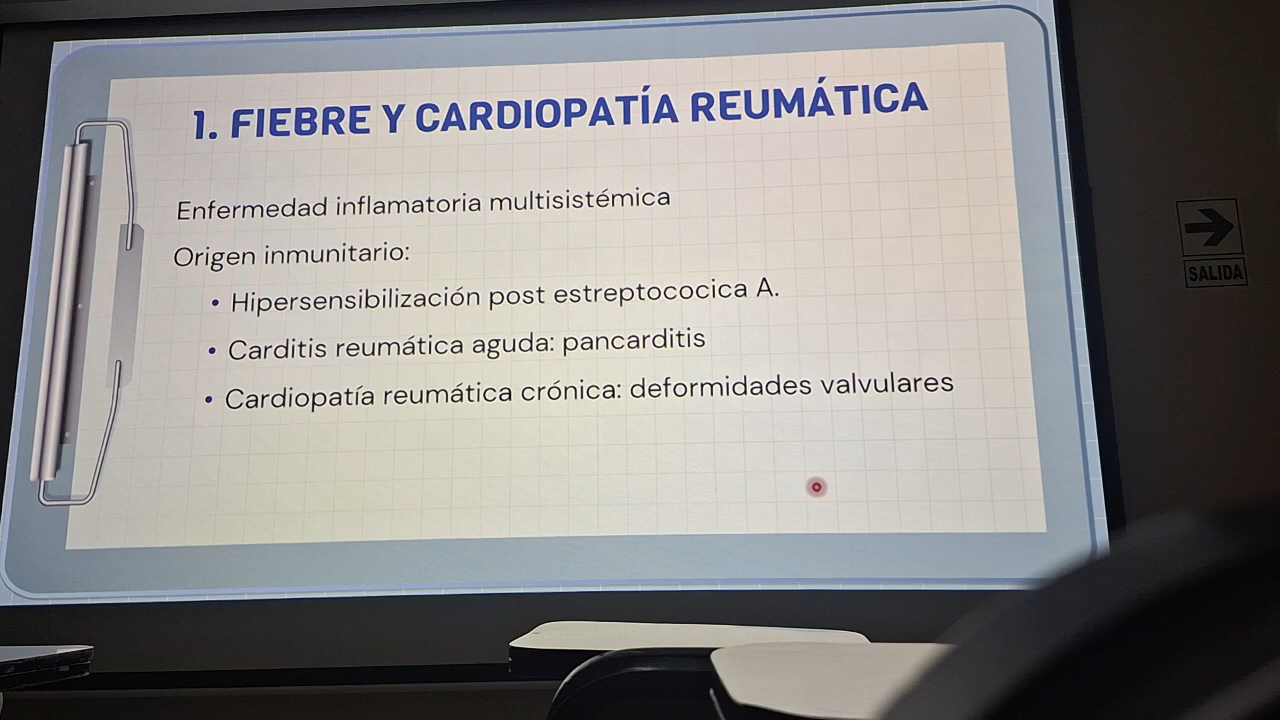 1. FIEBRE Y CARDIOPATÍA REUMÁTICA
Enfermedad inflamatoria multisistémica
Origen inmunitario:
• Hipersensibilización post estreptococica A.
• Carditis reumática aguda: pancarditis
• Cardiopatía reumática crónica: deformidades valvulares
SALIDA